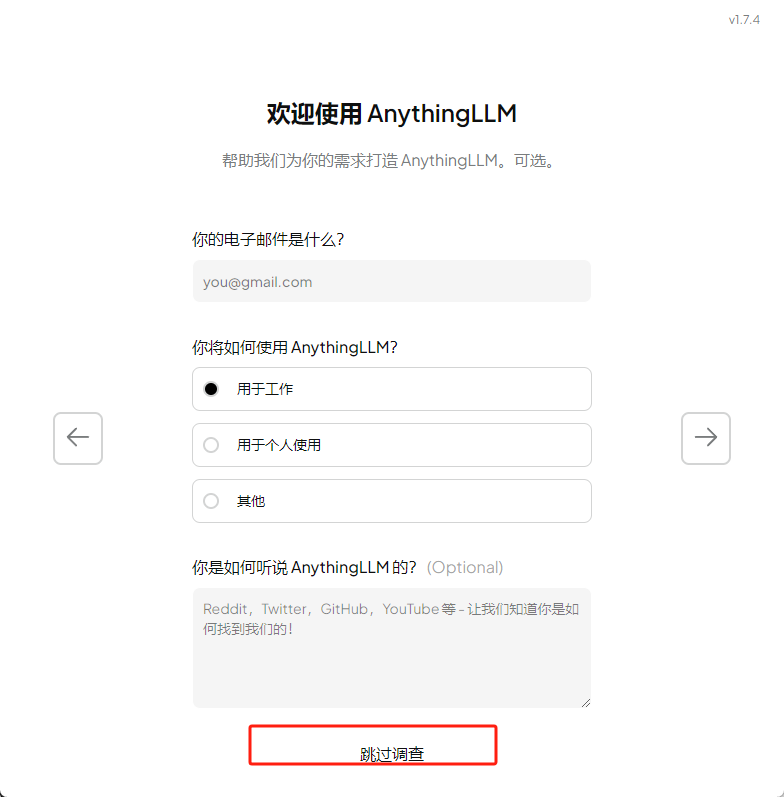 v1.7.4
欢迎使用 AnythingLLM
帮助我们为你的需求打造 AnythingLLM。可选。
你的电子邮件是什么？
you@gmail.com
你将如何使用 AnythingLLM？
用于工作
用于个人使用
其他
你是如何听说 AnythingLLM 的？ (Optional)
Reddit，Twitter，GitHub，YouTube 等 - 让我们知道你是如
何找到我们的！
跳过调查